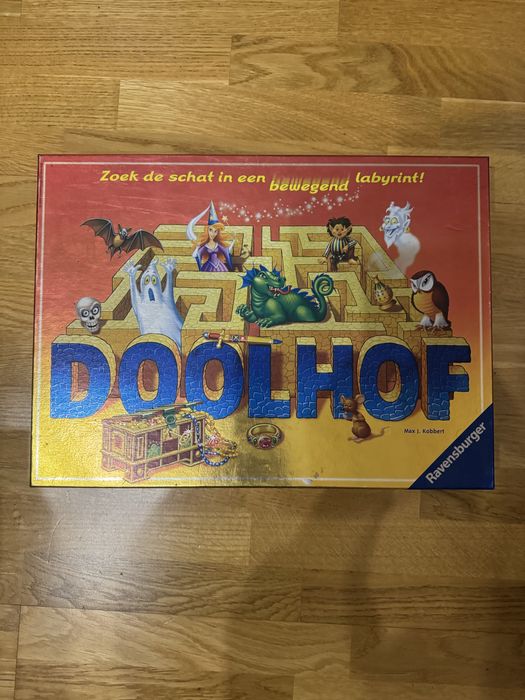 Zoek de schat in een bewegend labyrint!
DOOLHOF
Max J. Kobbert
Ravensburger